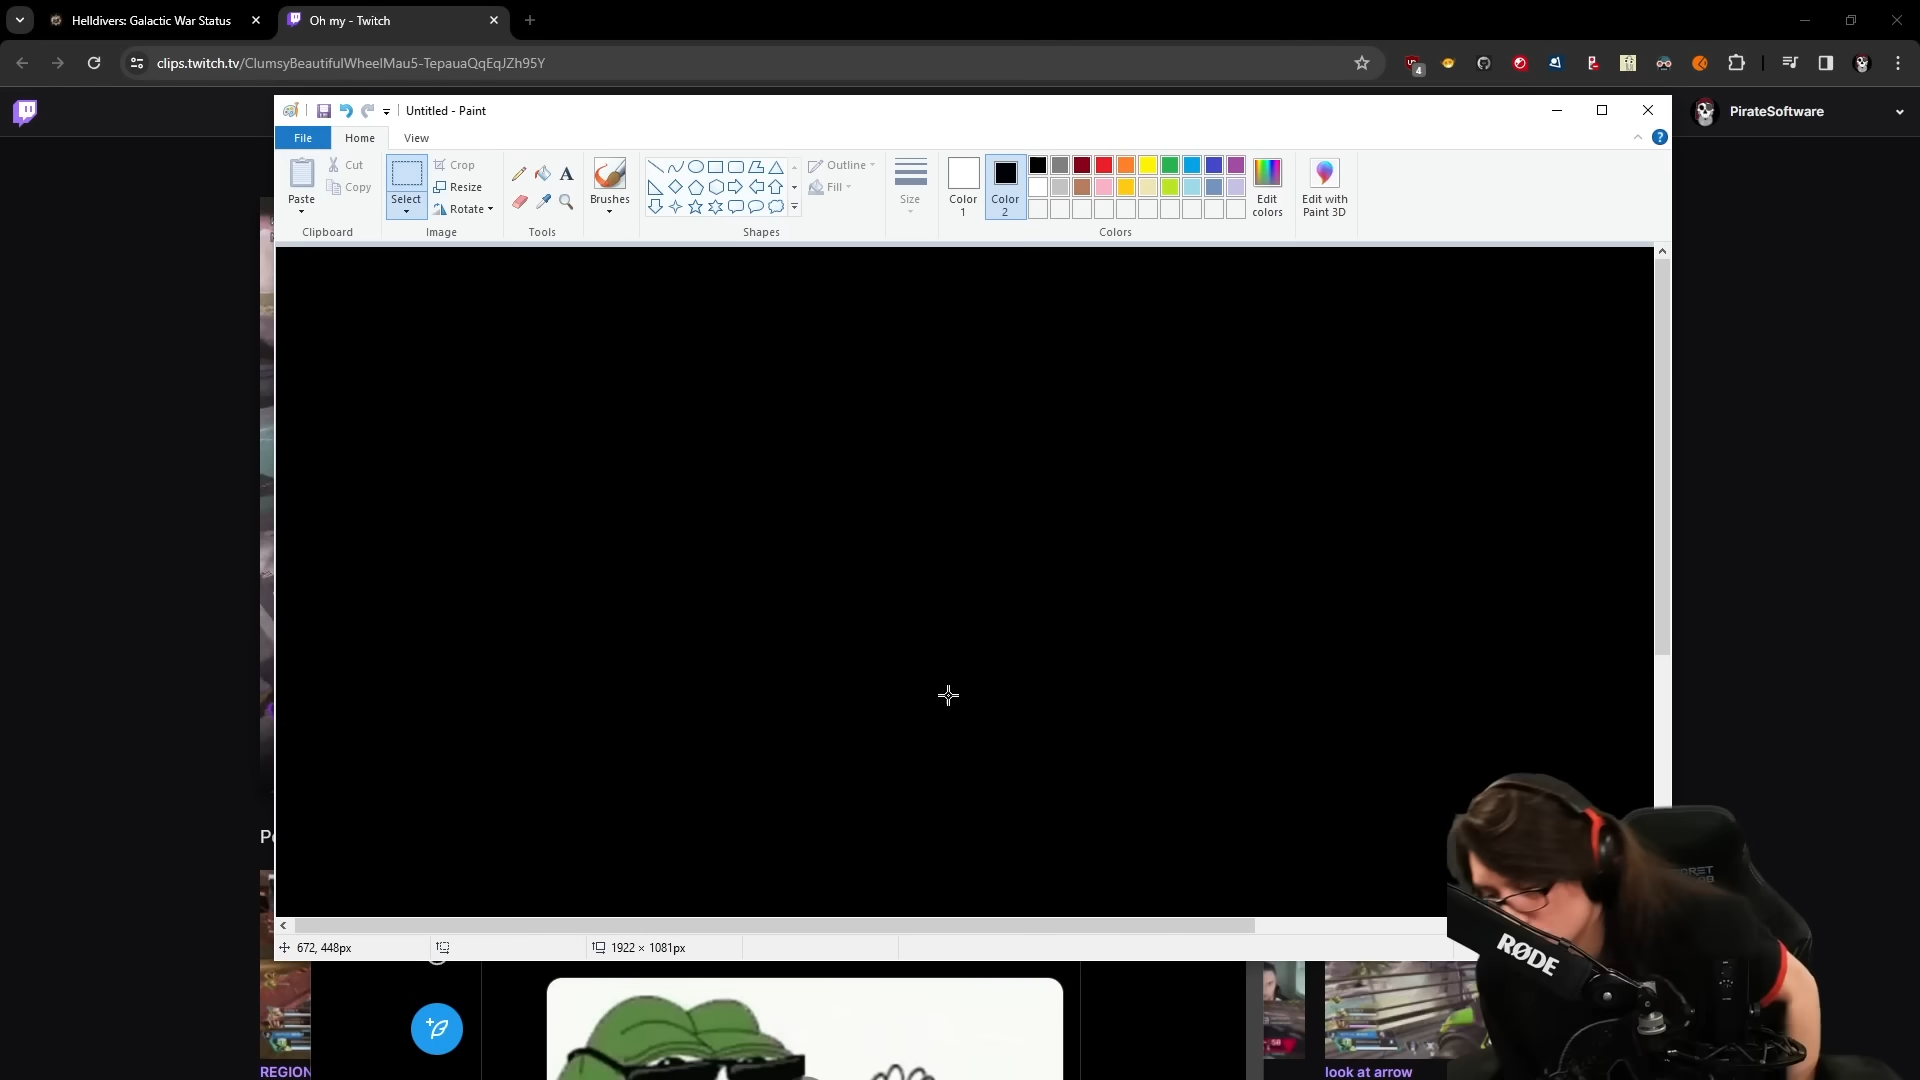 Helldivers: Galactic War Status
Oh my - Twitch
clips.twitch.tv/ClumsyBeautifulWheelMau5-TepauaQqEqJZh95Y
4
Untitled - Paint
PirateSoftware
File Home View
Paste
Cut
Copy
Clipboard
Select
Crop
Resize
Rotate
Image
A
Tools
Brushes
Outline
Fill
Shapes
Size
Color 1
Color 2
Edit colors
Edit with Paint 3D
Colors
RØDE
672, 448px
1922 × 1081px
REGION
look at arrow